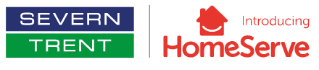 SEVERN
TRENT
Introducing
HomeServe